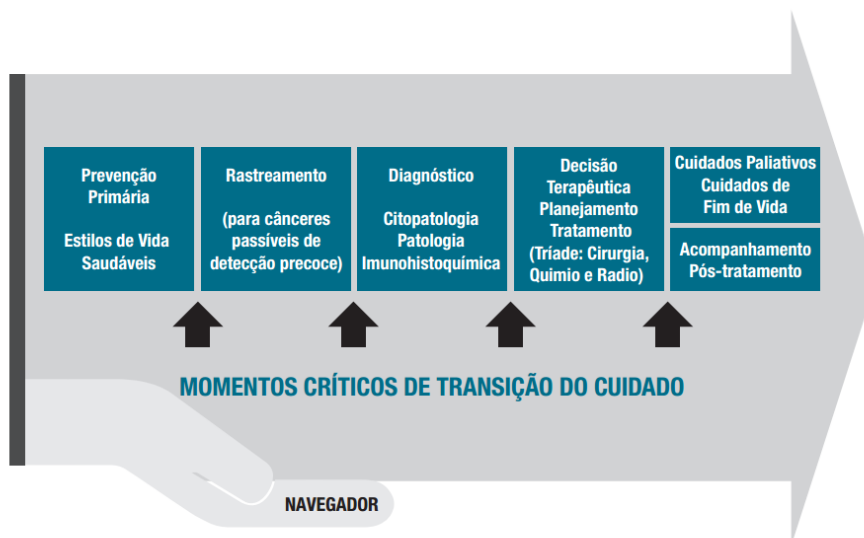 Prevenção
Primária
Estilos de Vida
Saudáveis
Rastreamento
(para cânceres
passíveis de
detecção precoce)
Diagnóstico
Citopatologia
Patologia
Imunohistoquímica
Decisão
Terapêutica
Planejamento
Tratamento
(Tríade: Cirurgia,
Quimio e Radio)
Cuidados Paliativos
Cuidados de
Fim de Vida
Acompanhamento
Pós-tratamento
MOMENTOS CRÍTICOS DE TRANSIÇÃO DO CUIDADO
NAVEGADOR